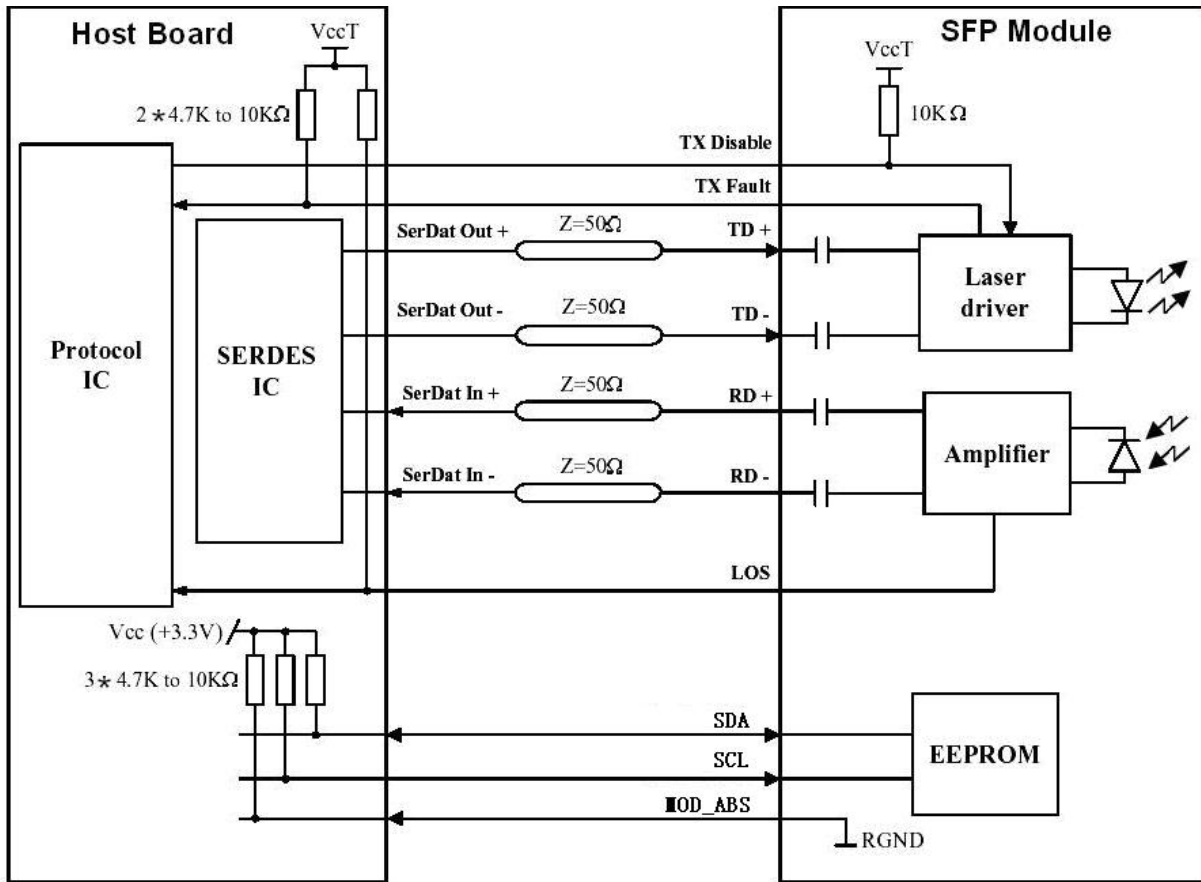 Host Board
SFP Module
VccT
VccT
2*4.7K to 10KΩ
10KΩ
TX Disable
TX Fault
SerDat Out +
Z=50Ω
TD +
Laser
driver
SerDat Out -
Z=50Ω
TD -
Protocol
IC
SERDES
IC
SerDat In +
Z=50Ω
RD +
Amplifier
SerDat In -
Z=50Ω
RD -
LOS
Vcc (+3.3V)
3*4.7K to 10KΩ
SDA
SCL
EEPROM
MOD_ABS
RGND